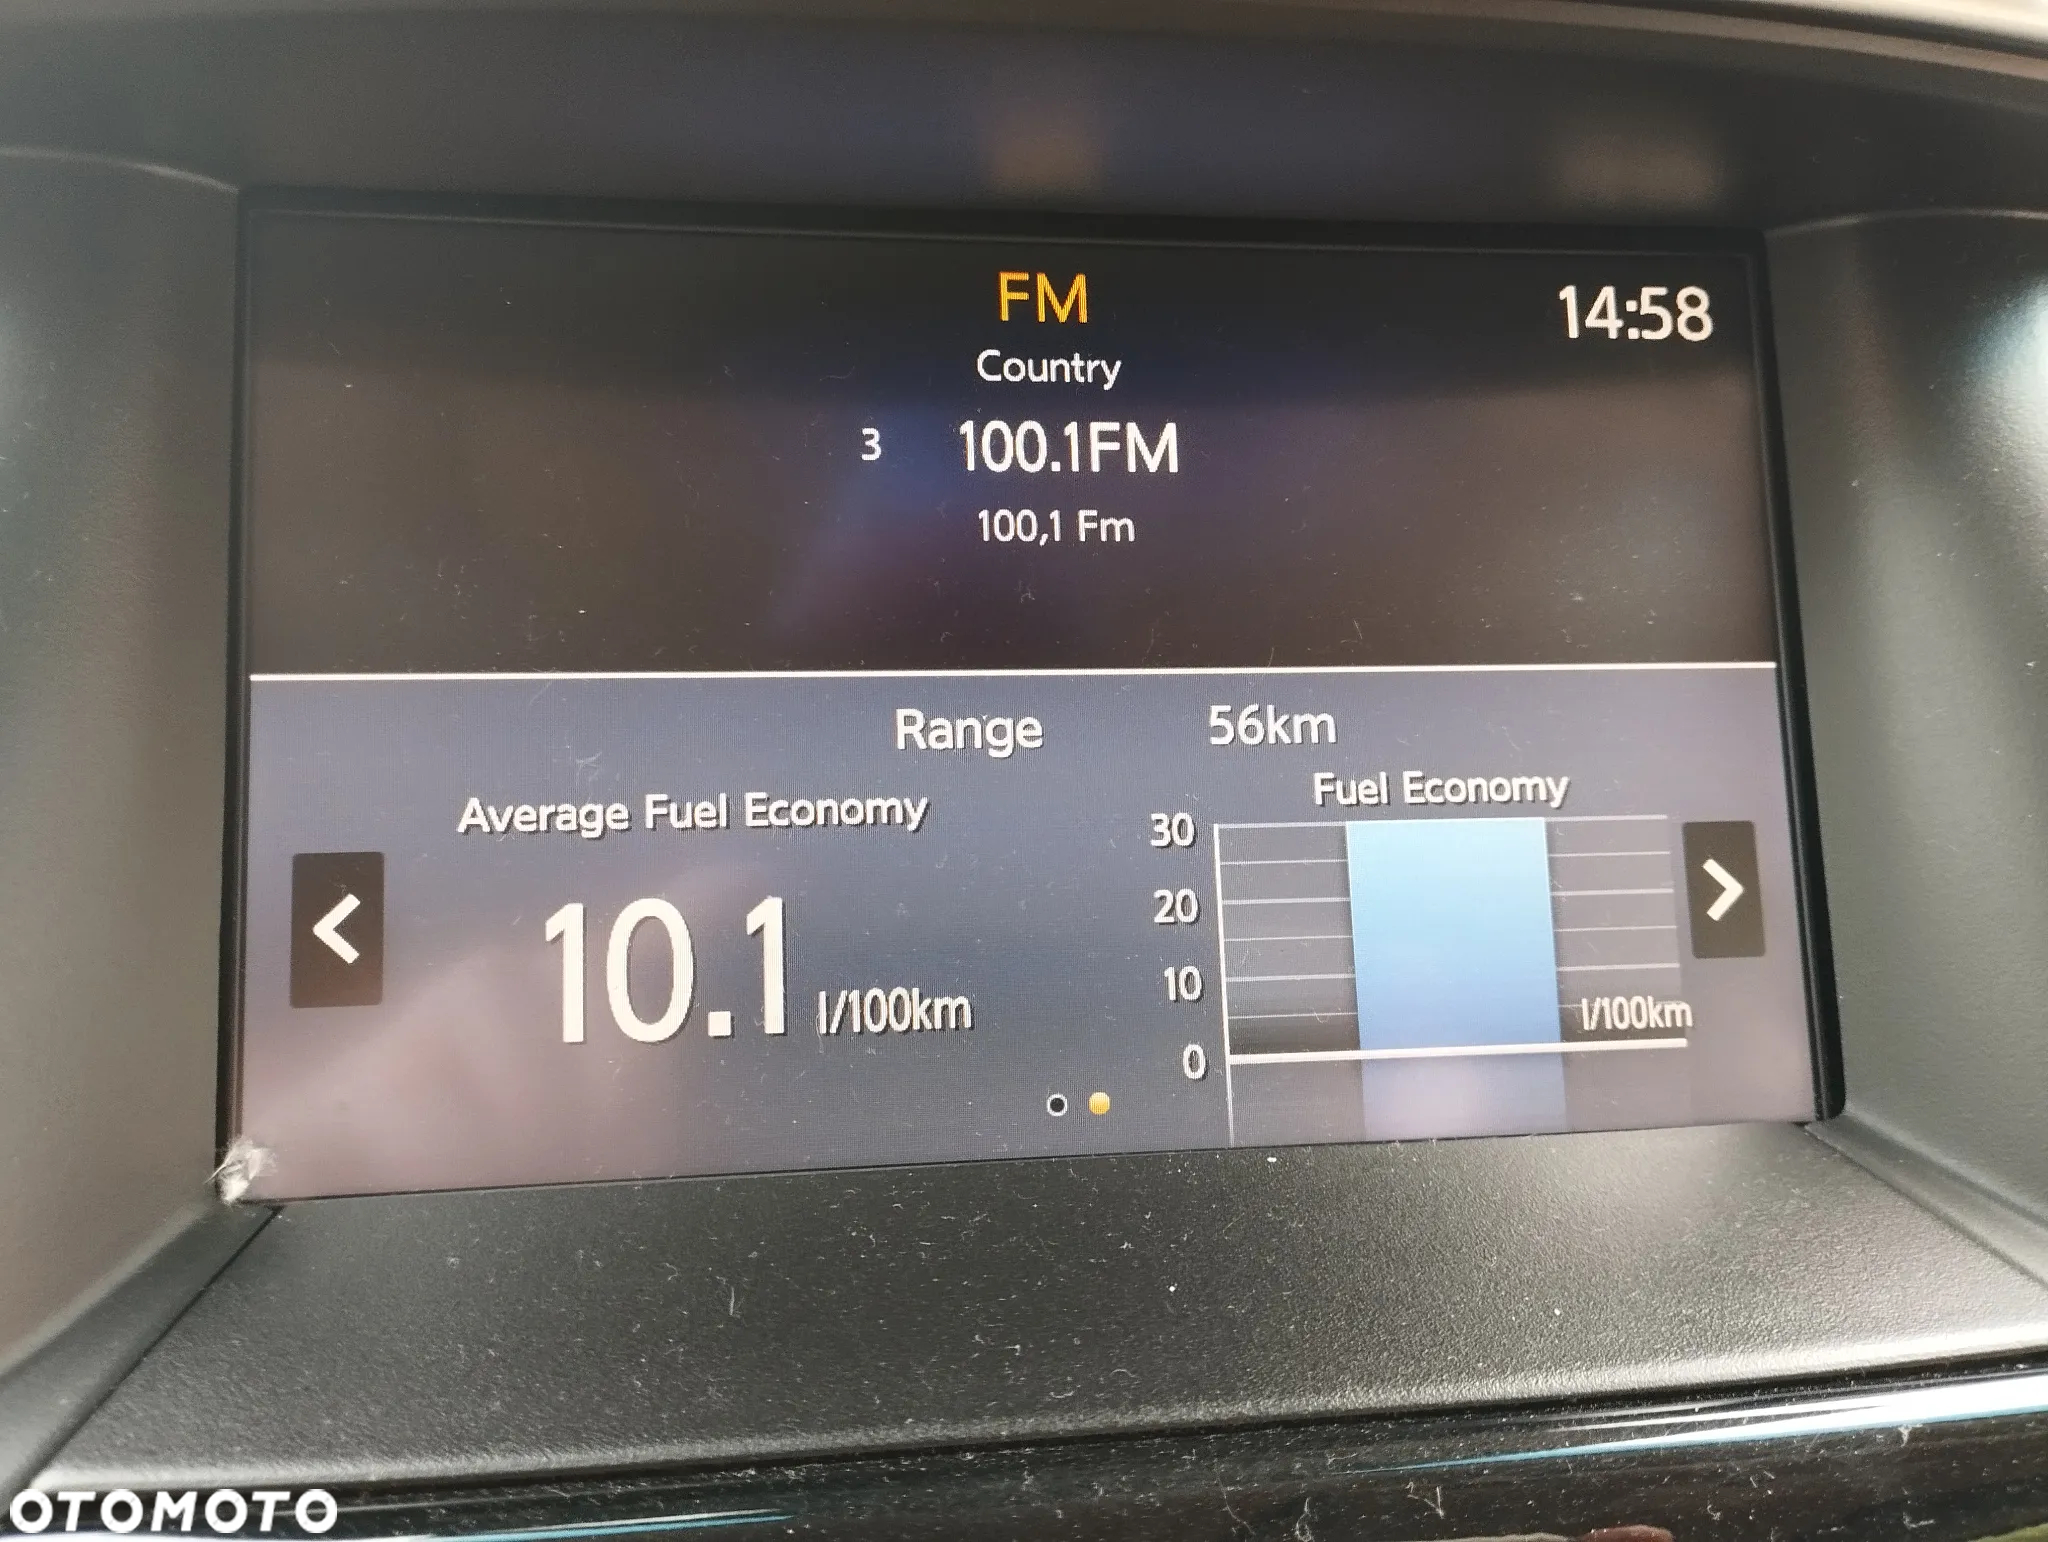 FM
14:58
Country
3 100.1FM
100,1 Fm
Range 56km
Average Fuel Economy
10.1 l/100km
Fuel Economy
30
20
10
l/100km
0
OTOMOTO